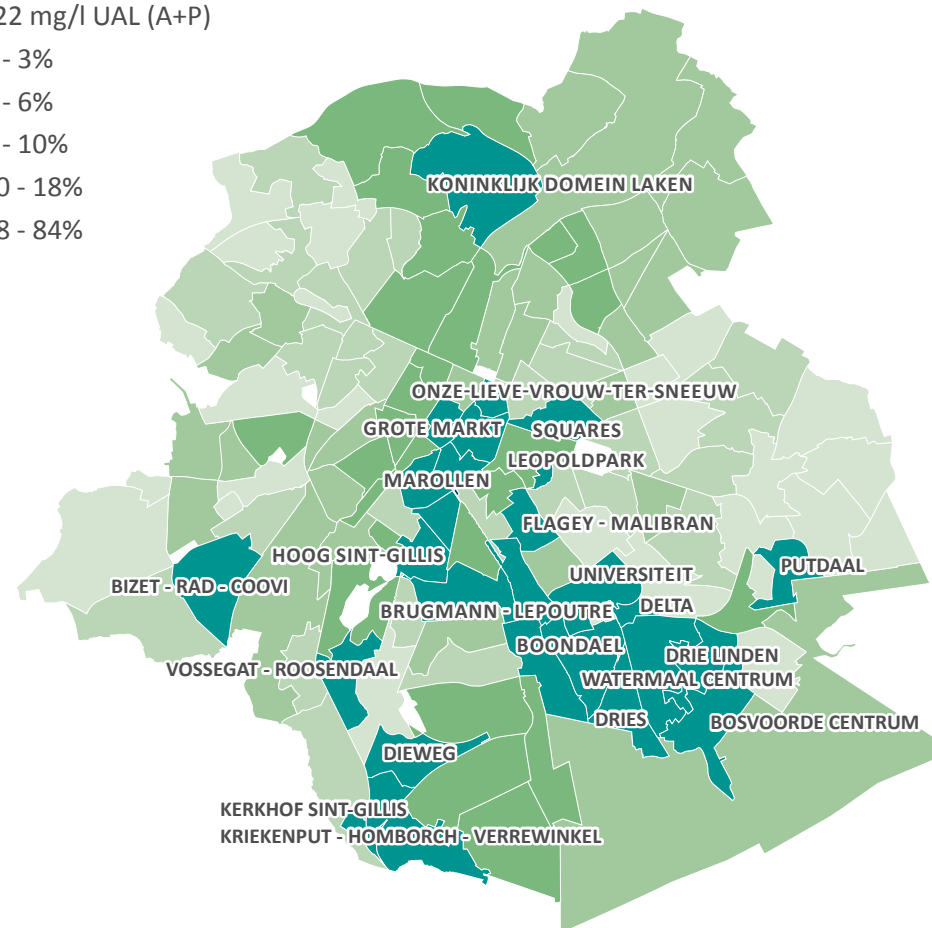 22 mg/l UAL (A+P)
- 3%
- 6%
- 10%
0 - 18%
8 - 84%
KONINKLIJK DOMEIN LAKEN
ONZE-LIEVE-VROUW-TER-SNEEUW
GROTE MARKT
SQUARES
LEOPOLDPARK
MAROLLEN
FLAGEY - MALIBRAN
HOOG SINT-GILLIS
PUTDAAL
UNIVERSITEIT
BIZET - RAD - COOVI
DELTA
BRUGMANN - LEPOUTRE
BOONDAEL
DRIE LINDEN
VOSSEGAT - ROOSENDAAL
WATERMAAL CENTRUM
DRIES
BOSVOORDE CENTRUM
DIEWEG
KERKHOF SINT-GILLIS
KRIEKENPUT - HOMBORCH - VERREWINKEL